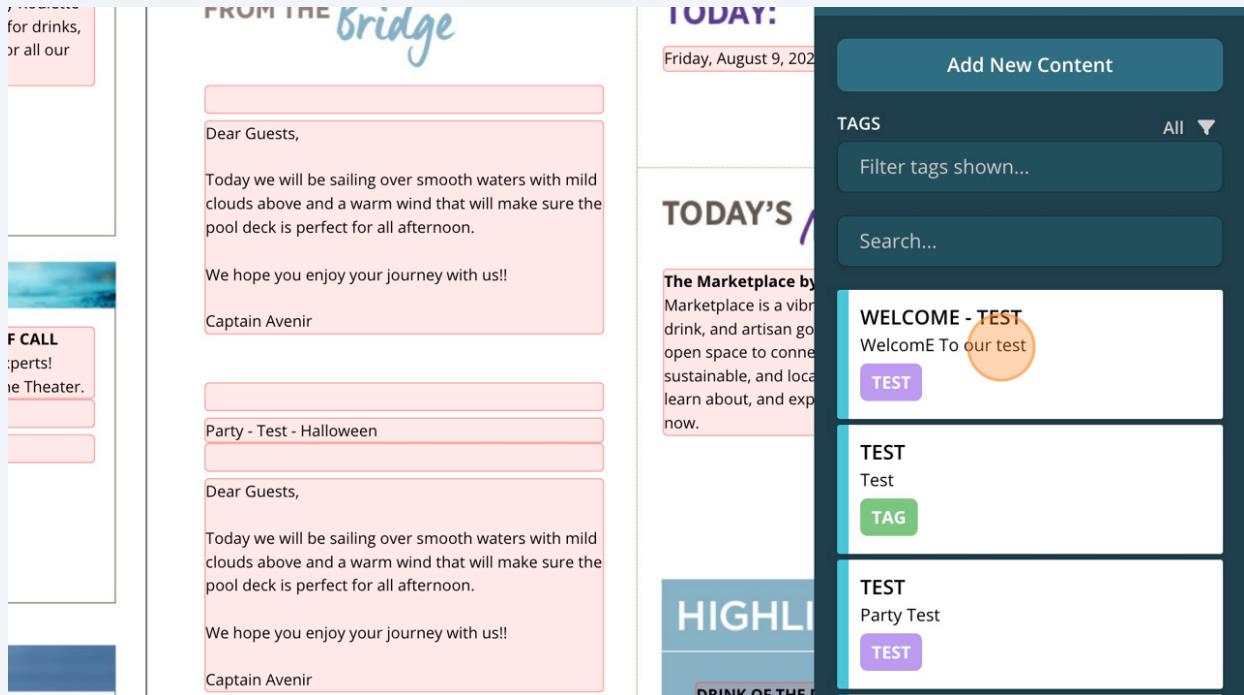 for drinks,
or all our
F CALL
perts!
e Theater.
FROM THE Bridge
Dear Guests,
Today we will be sailing over smooth waters with mild
clouds above and a warm wind that will make sure the
pool deck is perfect for all afternoon.
We hope you enjoy your journey with us!!
Captain Avenir
Party - Test - Halloween
Dear Guests,
Today we will be sailing over smooth waters with mild
clouds above and a warm wind that will make sure the
pool deck is perfect for all afternoon.
We hope you enjoy your journey with us!!
Captain Avenir
TODAY:
Friday, August 9, 202
TODAY'S
The Marketplace by
Marketplace is a vibr
drink, and artisan go
open space to conne
sustainable, and loca
learn about, and exp
now.
HIGHLI
DRINK OF THE
Add New Content
TAGS
All
Filter tags shown...
Search...
WELCOME - TEST
WelcomE To our test
TEST
TEST
Test
TAG
TEST
Party Test
TEST